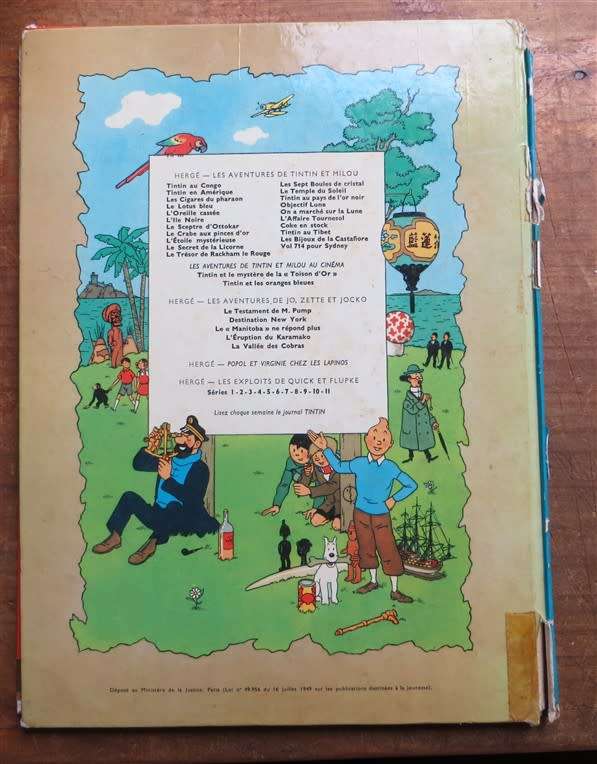 HERGÉ — LES AVENTURES DE TINTIN ET MILOU
Tintin au Congo
Tintin en Amérique
Les Cigares du pharaon
Le Lotus bleu
L'Oreille cassée
L'Ile Noire
Le Sceptre d'Ottokar
Le Crabe aux pinces d'or
L'Étoile mystérieuse
Le Secret de la Licorne
Le Trésor de Rackham le Rouge
Les Sept Boules de cristal
Le Temple du Soleil
Tintin au pays de l'or noir
Objectif Lune
On a marché sur la Lune
L'Affaire Tournesol
Coke en stock
Tintin au Tibet
Les Bijoux de la Castafiore
Vol 714 pour Sydney
LES AVENTURES DE TINTIN ET MILOU AU CINÉMA
Tintin et le mystère de la « Toison d'Or »
Tintin et les oranges bleues
HERGÉ — LES AVENTURES DE JO, ZETTE ET JOCKO
Le Testament de M. Pump
Destination New York
Le « Manitoba » ne répond plus
L'Éruption du Karamako
La Vallée des Cobras
HERGÉ — POPOL ET VIRGINIE CHEZ LES LAPINOS
HERGÉ — LES EXPLOITS DE QUICK ET FLUPKE
Séries 1-2-3-4-5-6-7-8-9-10-11
Lisez chaque semaine le journal TINTIN
Déposé au Ministère de la Justice, Paris (Loi n° 49.956 du 16 juillet 1949 sur les publications destinées à la jeunesse).